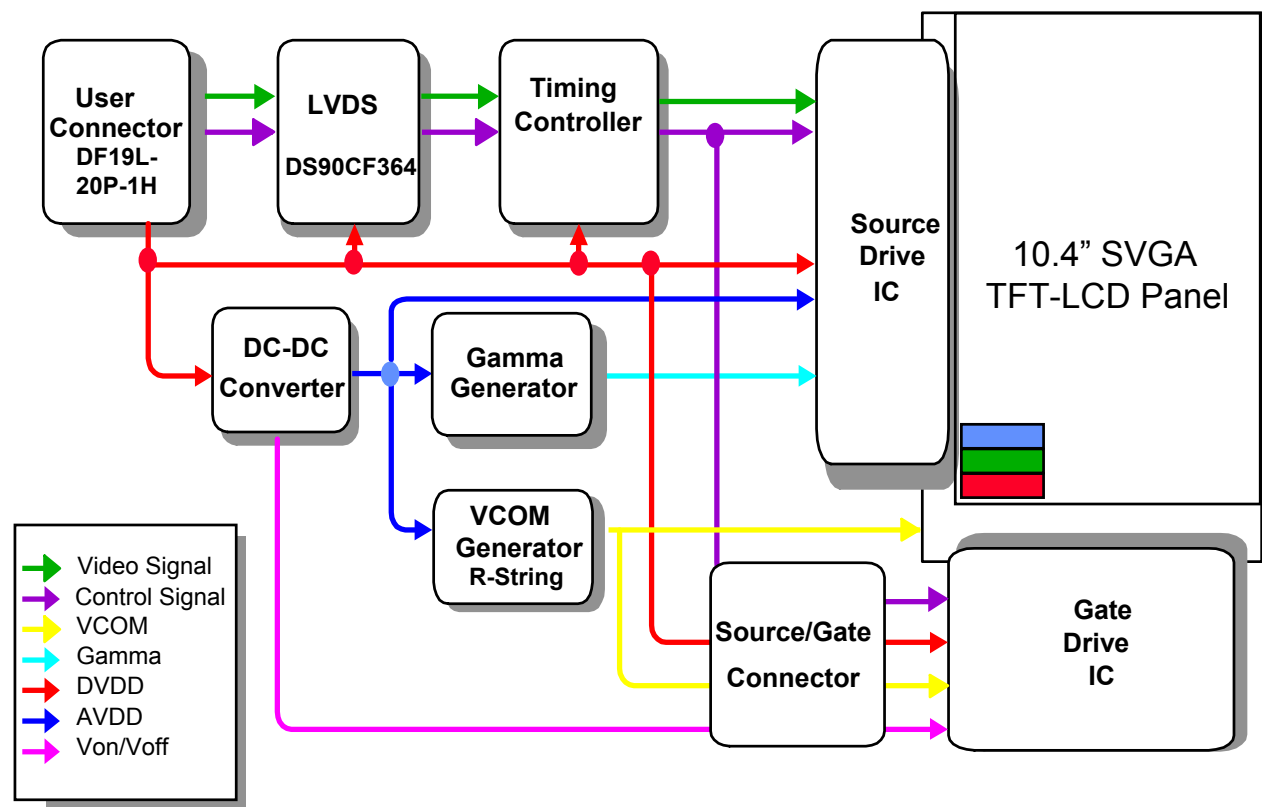 User
Connector
DF19L-
20P-1H
LVDS
DS90CF364
Timing
Controller
Source
Drive
IC
10.4” SVGA
TFT-LCD Panel
DC-DC
Converter
Gamma
Generator
VCOM
Generator
R-String
Source/Gate
Connector
Gate
Drive
IC
Video Signal
Control Signal
VCOM
Gamma
DVDD
AVDD
Von/Voff